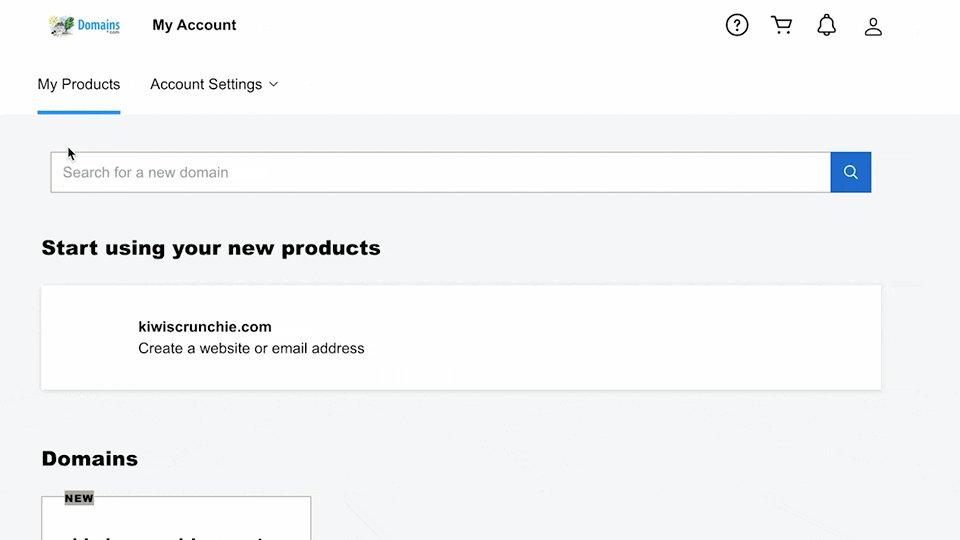 Domains
.com
My Account
My Products
Account Settings
Search for a new domain
Start using your new products
kiwiscrunchie.com
Create a website or email address
Domains
NEW